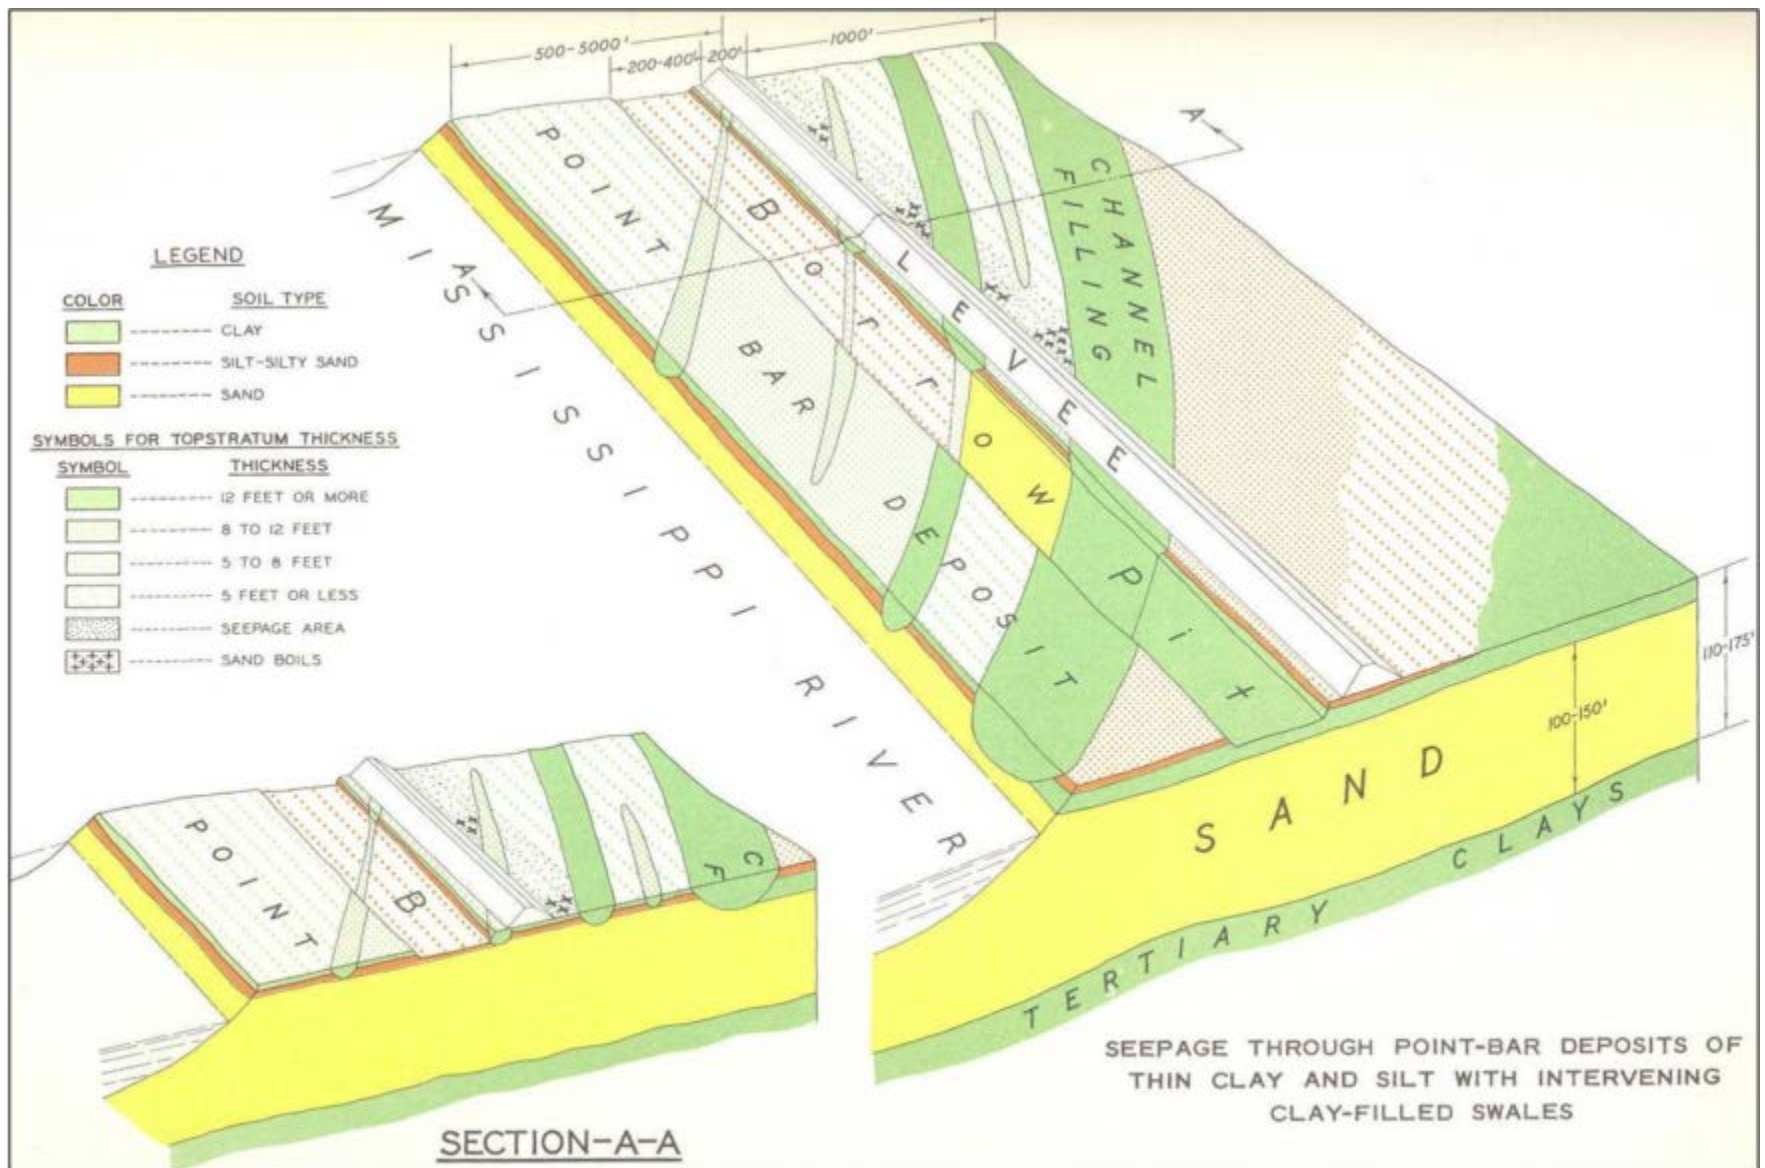 500-5000'
200-400'
200'
1000'
A
A
POINT
BAR
DEPOSIT
Borrow Pit
LEVEE
CHANNEL
FILLING
MISSISSIPPI RIVER
SAND
TERTIARY CLAYS
100-150'
110-175'
LEGEND
COLOR SOIL TYPE
CLAY
SILT-SILTY SAND
SAND
SYMBOLS FOR TOPSTRATUM THICKNESS
SYMBOL THICKNESS
12 FEET OR MORE
8 TO 12 FEET
5 TO 8 FEET
5 FEET OR LESS
SEEPAGE AREA
SAND BOILS
POINT
B
C
F
SECTION-A-A
SEEPAGE THROUGH POINT-BAR DEPOSITS OF
THIN CLAY AND SILT WITH INTERVENING
CLAY-FILLED SWALES